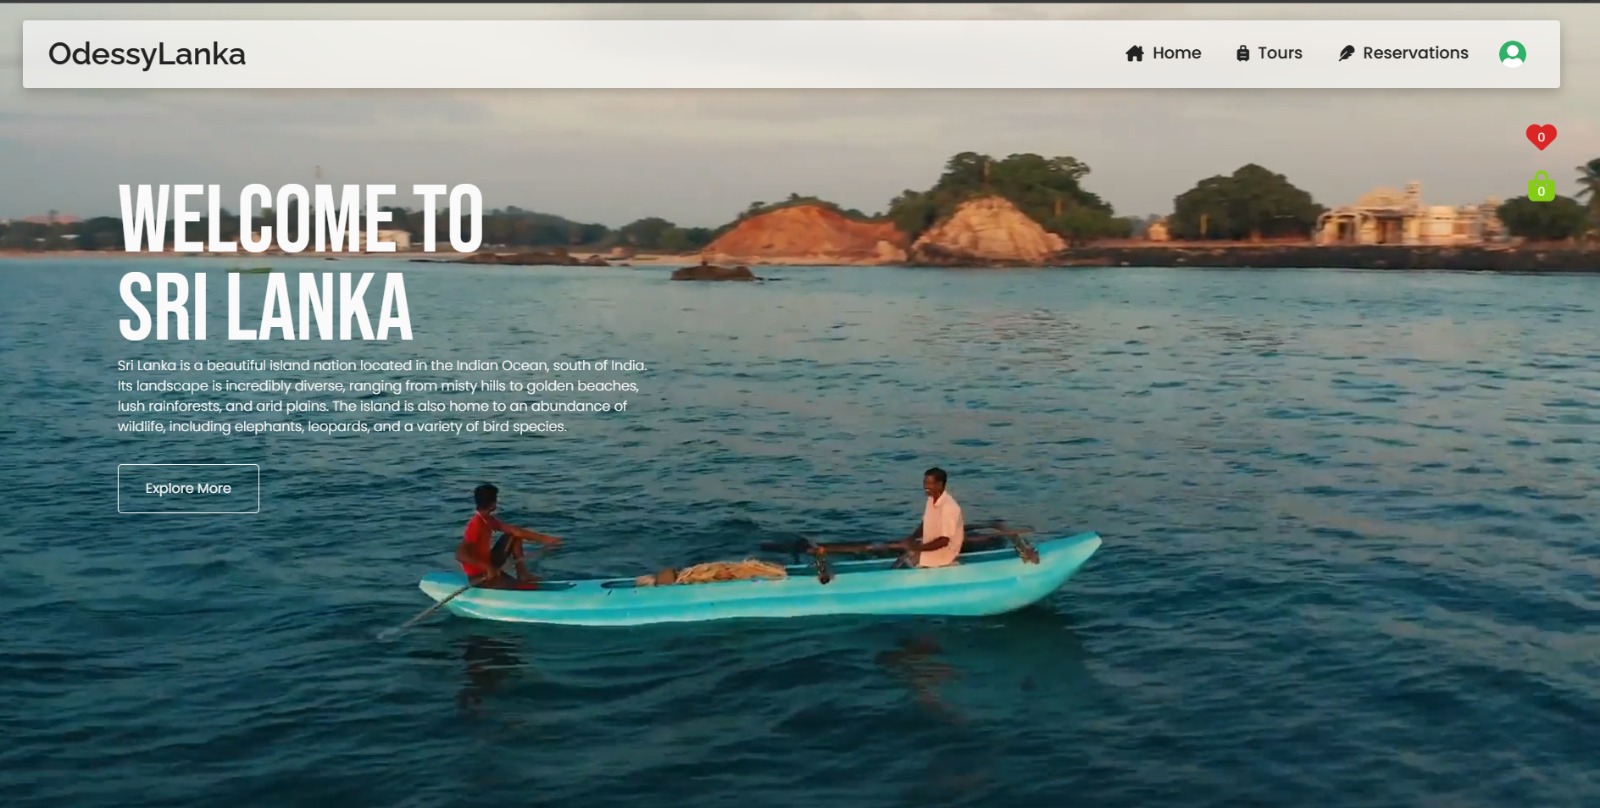 OdessyLanka
Home
Tours
Reservations
0
0
WELCOME TO
SRI LANKA
Sri Lanka is a beautiful island nation located in the Indian Ocean, south of India.
Its landscape is incredibly diverse, ranging from misty hills to golden beaches,
lush rainforests, and arid plains. The island is also home to an abundance of
wildlife, including elephants, leopards, and a variety of bird species.
Explore More